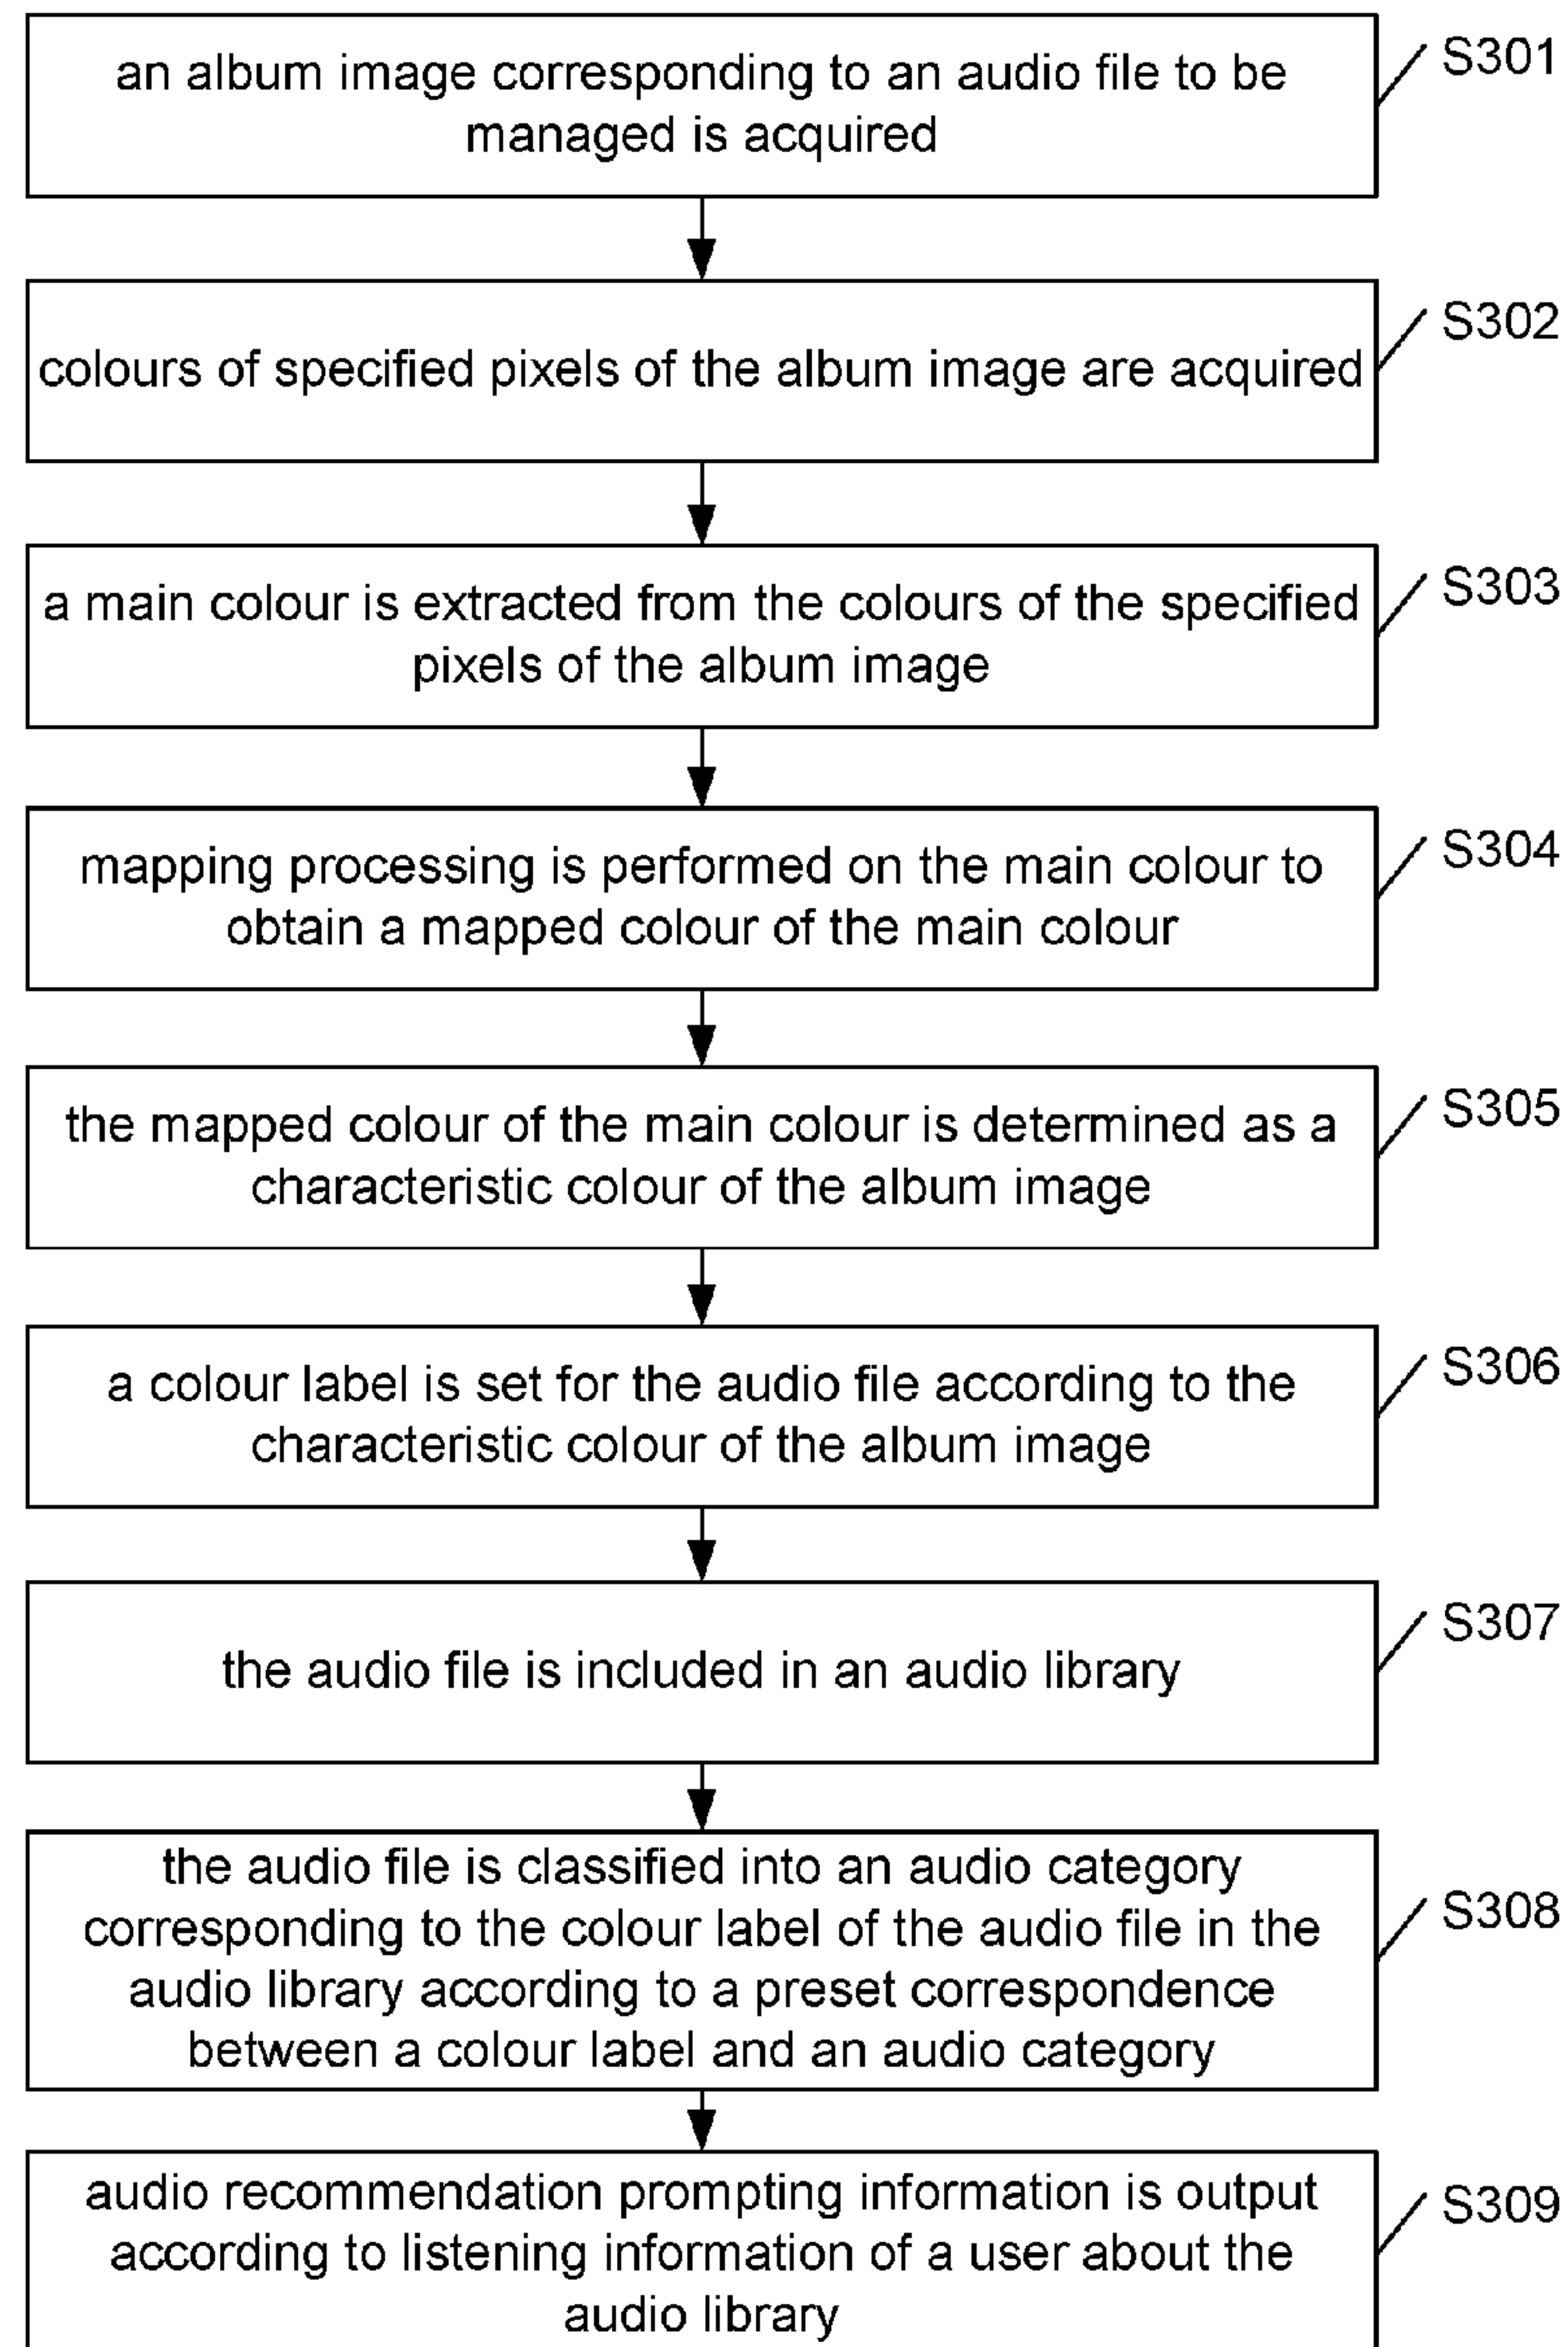 an album image corresponding to an audio file to be
managed is acquired
S301
colours of specified pixels of the album image are acquired
S302
a main colour is extracted from the colours of the specified
pixels of the album image
S303
mapping processing is performed on the main colour to
obtain a mapped colour of the main colour
S304
the mapped colour of the main colour is determined as a
characteristic colour of the album image
S305
a colour label is set for the audio file according to the
characteristic colour of the album image
S306
the audio file is included in an audio library
S307
the audio file is classified into an audio category
corresponding to the colour label of the audio file in the
audio library according to a preset correspondence
between a colour label and an audio category
S308
audio recommendation prompting information is output
according to listening information of a user about the
audio library
S309